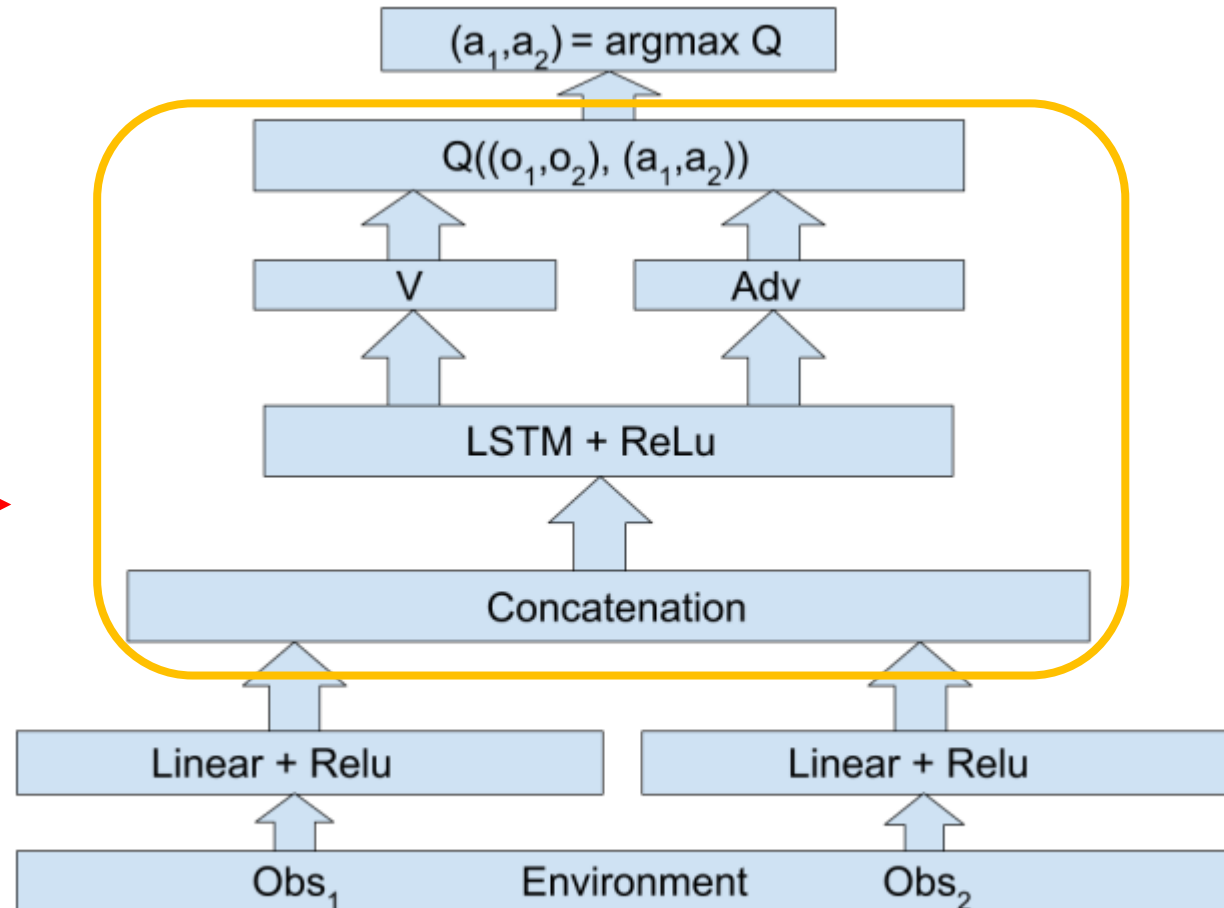 (a₁,a₂) = argmax Q
Q((o₁,o₂), (a₁,a₂))
V
Adv
LSTM + ReLu
Concatenation
Linear + Relu
Linear + Relu
Obs₁ Environment Obs₂